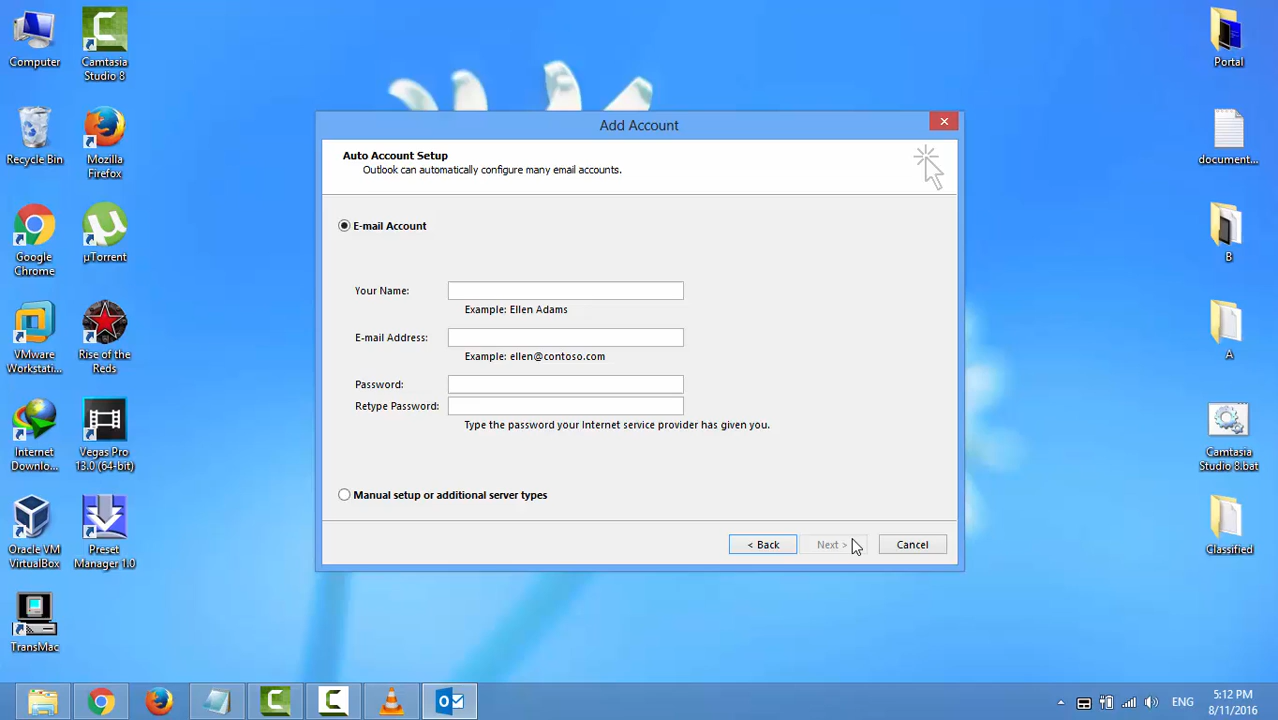 Computer
Camtasia
Studio 8
Recycle Bin
Mozilla
Firefox
Google
Chrome
µTorrent
VMware
Workstati...
Rise of the
Reds
Internet
Downlo...
Vegas Pro
13.0 (64-bit)
Oracle VM
VirtualBox
Preset
Manager 1.0
TransMac
Add Account
Auto Account Setup
Outlook can automatically configure many email accounts.
E-mail Account
Your Name:
Example: Ellen Adams
E-mail Address:
Example: ellen@contoso.com
Password:
Retype Password:
Type the password your Internet service provider has given you.
Manual setup or additional server types
< Back
Next >
Cancel
Portal
document...
B
A
Camtasia
Studio 8.bat
Classified
ENG
5:12 PM
8/11/2016